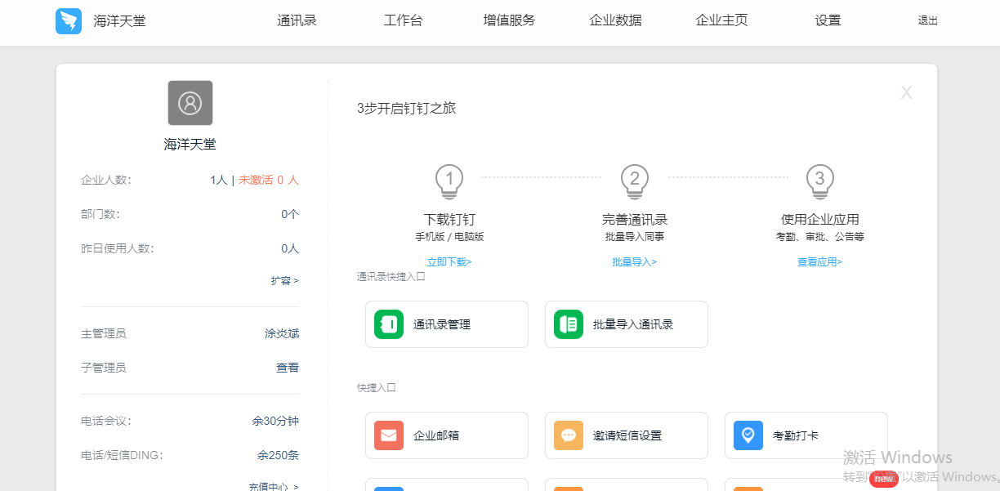 海洋天堂 通讯录 工作台 增值服务 企业数据 企业主页 设置 退出
海洋天堂
企业人数： 1人 | 未激活 0 人
部门数： 0个
昨日使用人数： 0人
扩容 >
主管理员 涂炎斌
子管理员 查看
电话会议： 余30分钟
电话/短信DING： 余250条
充值中心 >
X
3步开启钉钉之旅
1 2 3
下载钉钉 完善通讯录 使用企业应用
手机版 / 电脑版 批量导入同事 考勤、审批、公告等
立即下载> 批量导入> 查看应用>
通讯录快捷入口
通讯录管理 批量导入通讯录
快捷入口
企业邮箱 邀请短信设置 考勤打卡
激活 Windows
转到"设置"以激活 Windows。
new